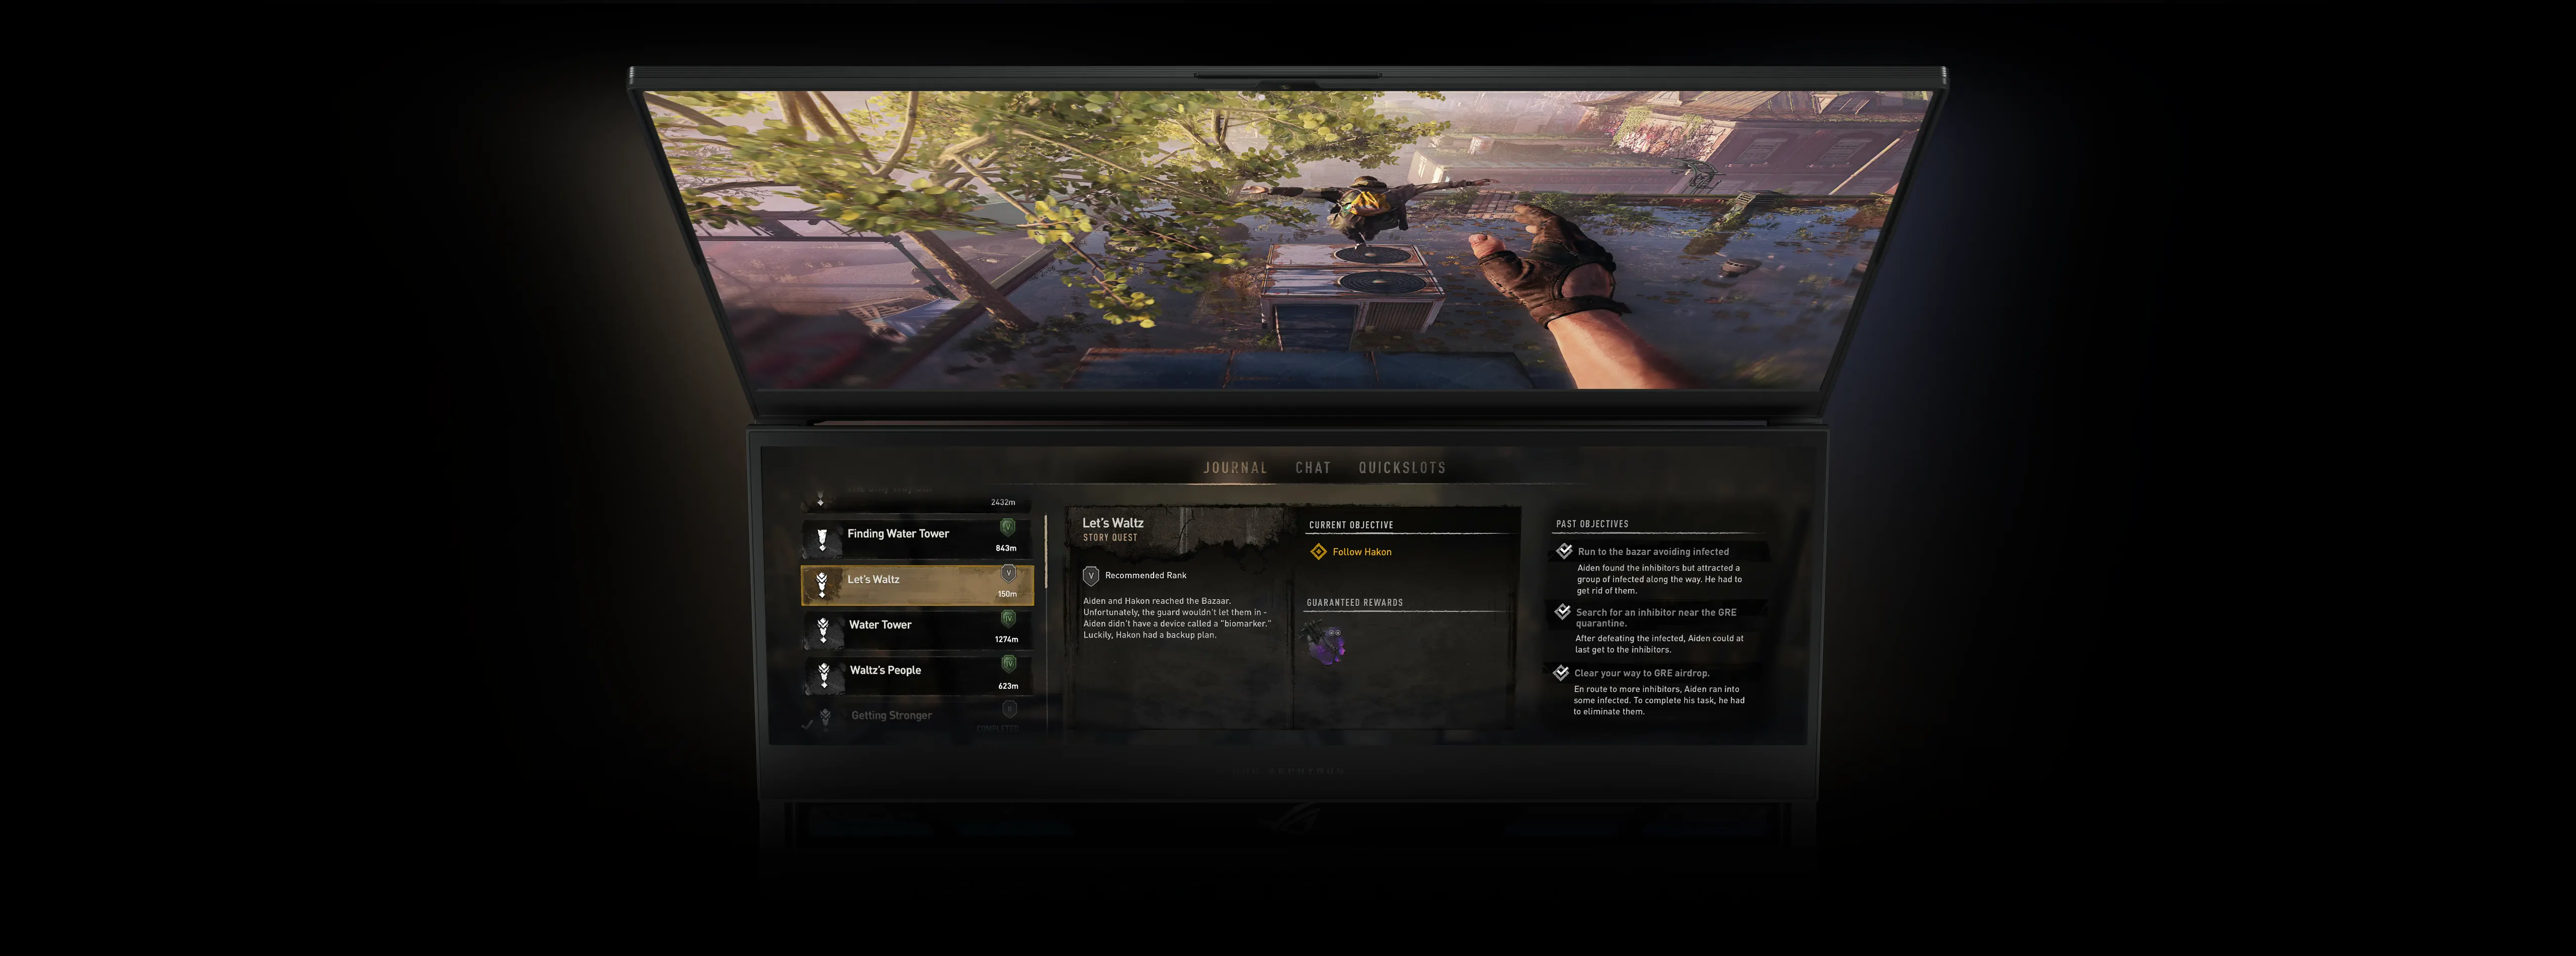 JOURNAL CHAT QUICKSLOTS
2432m
Finding Water Tower
IV
843m
Let's Waltz
V
150m
Water Tower
IV
1274m
Waltz's People
IV
623m
Getting Stronger
II
COMPLETED
Let's Waltz
STORY QUEST
V Recommended Rank
Aiden and Hakon reached the Bazaar.
Unfortunately, the guard wouldn't let them in -
Aiden didn't have a device called a "biomarker."
Luckily, Hakon had a backup plan.
CURRENT OBJECTIVE
Follow Hakon
GUARANTEED REWARDS
PAST OBJECTIVES
Run to the bazar avoiding infected
Aiden found the inhibitors but attracted a
group of infected along the way. He had to
get rid of them.
Search for an inhibitor near the GRE
quarantine.
After defeating the infected, Aiden could at
last get to the inhibitors.
Clear your way to GRE airdrop.
En route to more inhibitors, Aiden ran into
some infected. To complete his task, he had
to eliminate them.